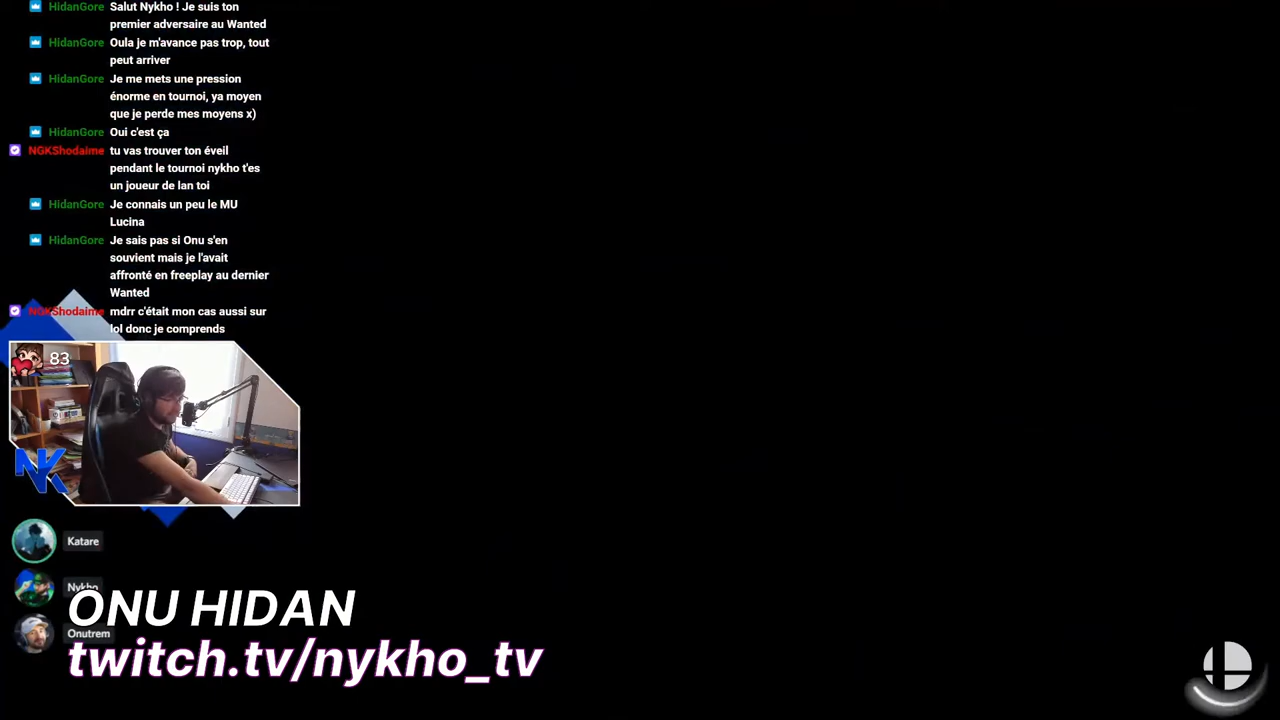 HidanGore Salut Nykho ! Je suis ton
premier adversaire au Wanted
HidanGore Oula je m'avance pas trop, tout
peut arriver
HidanGore Je me mets une pression
énorme en tournoi, ya moyen
que je perde mes moyens x)
HidanGore Oui c'est ça
NGKShodaime tu vas trouver ton éveil
pendant le tournoi nykho t'es
un joueur de lan toi
HidanGore Je connais un peu le MU
Lucina
HidanGore Je sais pas si Onu s'en
souvient mais je l'avait
affronté en freeplay au dernier
Wanted
NGKShodaime mdrr c'était mon cas aussi sur
lol donc je comprends
83
NK
Katare
Nykho
ONU HIDAN
Onutrem
twitch.tv/nykho_tv